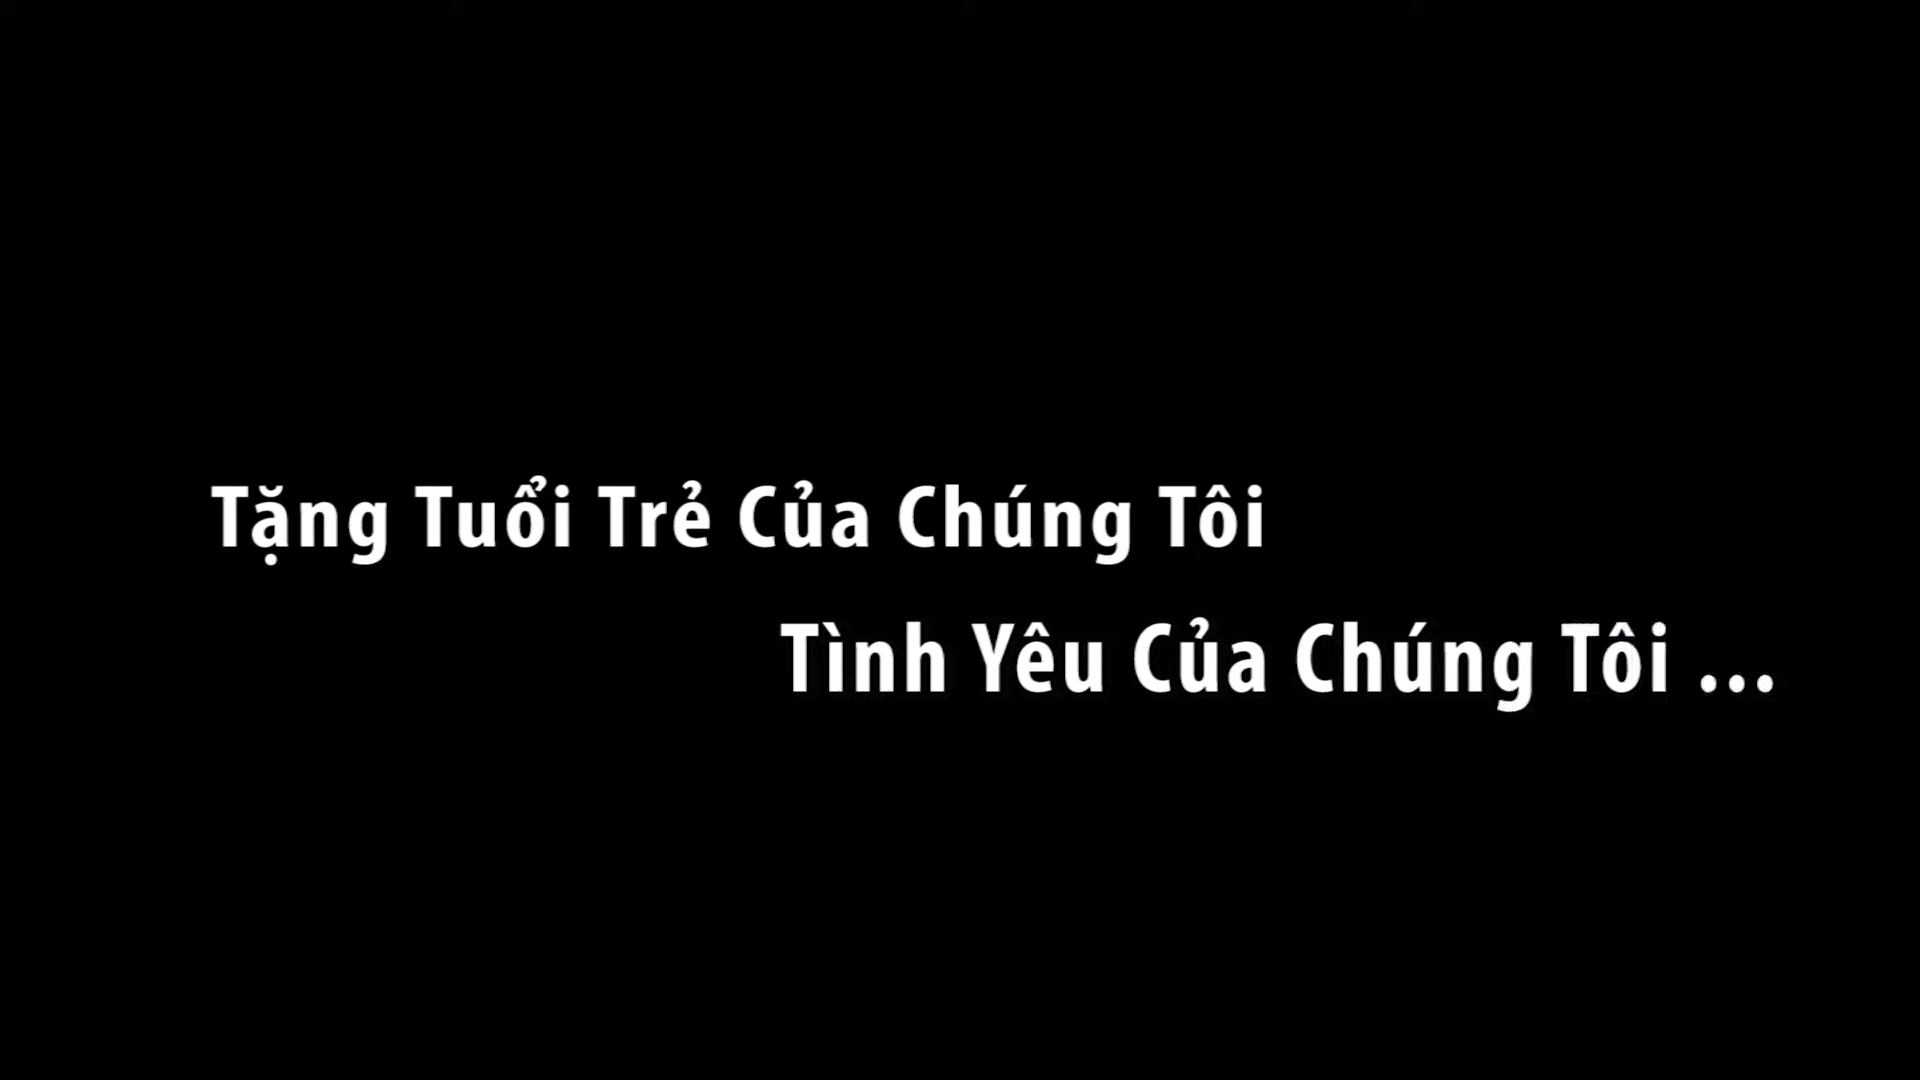 Tặng Tuổi Trẻ Của Chúng Tôi
Tình Yêu Của Chúng Tôi ...